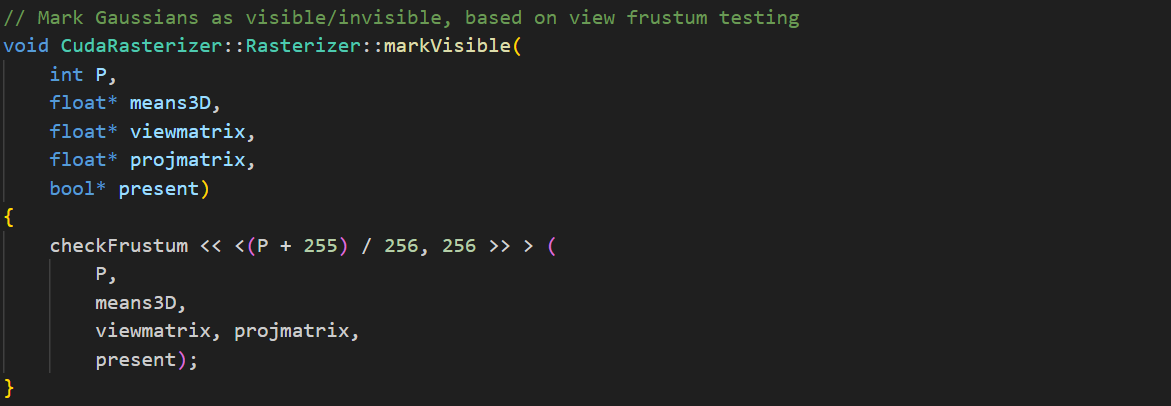 // Mark Gaussians as visible/invisible, based on view frustum testing
void CudaRasterizer::Rasterizer::markVisible(
    int P,
    float* means3D,
    float* viewmatrix,
    float* projmatrix,
    bool* present)
{
    checkFrustum << <(P + 255) / 256, 256 >> > (
        P,
        means3D,
        viewmatrix, projmatrix,
        present);
}